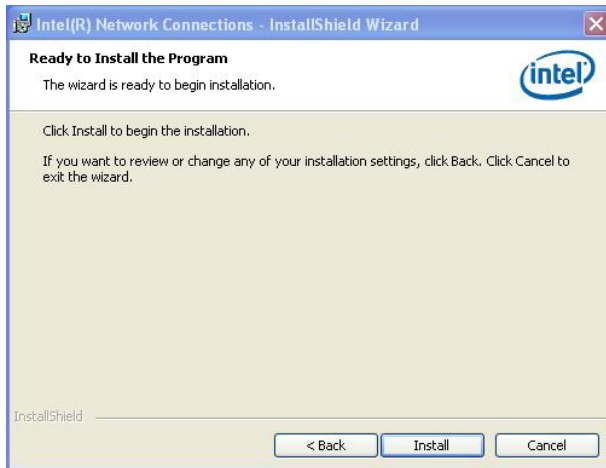 Intel(R) Network Connections - InstallShield Wizard
Ready to Install the Program
The wizard is ready to begin installation.
intel
Click Install to begin the installation.
If you want to review or change any of your installation settings, click Back. Click Cancel to
exit the wizard.
InstallShield
< Back
Install
Cancel